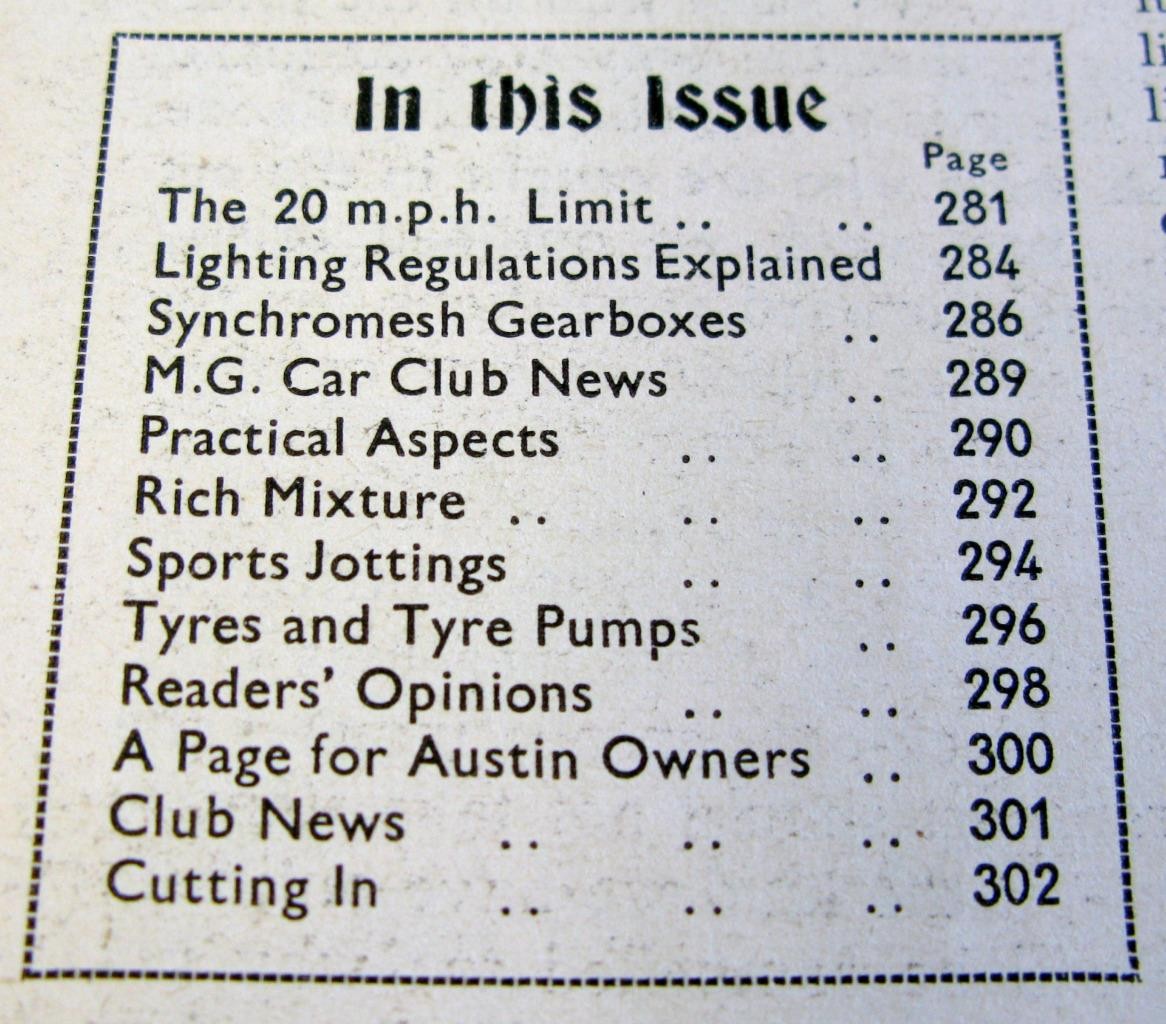 In this Issue
Page
The 20 m.p.h. Limit .. .. 281
Lighting Regulations Explained 284
Synchromesh Gearboxes .. 286
M.G. Car Club News .. 289
Practical Aspects .. .. 290
Rich Mixture .. .. .. 292
Sports Jottings .. .. 294
Tyres and Tyre Pumps .. 296
Readers' Opinions .. .. 298
A Page for Austin Owners .. 300
Club News .. .. .. 301
Cutting In .. .. .. 302